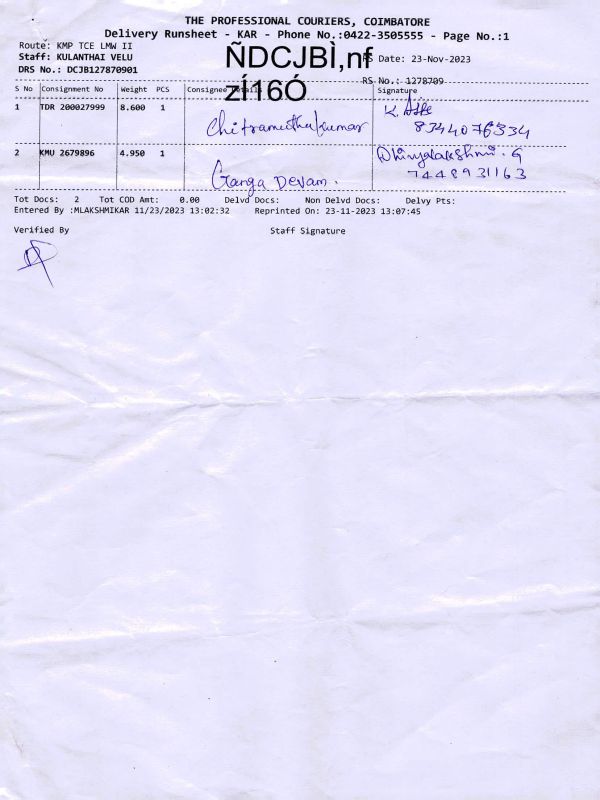 THE PROFESSIONAL COURIERS, COIMBATORE
Delivery Runsheet - KAR - Phone No.:0422-3505555 - Page No.:1
Route: KMP TCE LMW II
Staff: KULANTHAI VELU
DRS No.: DCJB127870901
ÑDCJBÌ,nf
zÍ16Ó
RS Date: 23-Nov-2023
RS No.: 1278709
S No Consignment No Weight PCS Consignee Details Signature
1 TDR 200027999 8.600 1 Chitramuthukumar K.
8344076334
2 KMU 2679896 4.950 1 Ganga Devam. G
7448931163
Tot Docs: 2 Tot COD Amt: 0.00 Delvd Docs: Non Delvd Docs: Delvy Pts:
Entered By :MLAKSHMIKAR 11/23/2023 13:02:32 Reprinted On: 23-11-2023 13:07:45
Verified By Staff Signature